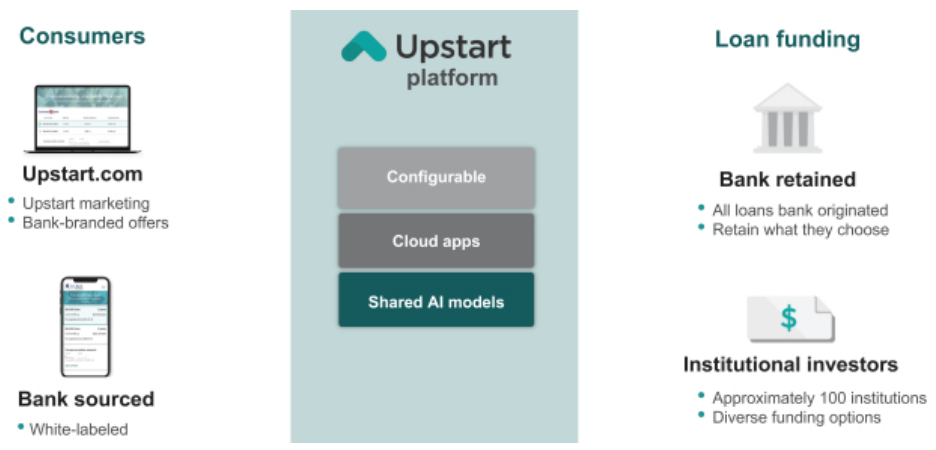 Consumers
Upstart.com
• Upstart marketing
• Bank-branded offers
Bank sourced
• White-labeled
Upstart
platform
Configurable
Cloud apps
Shared AI models
Loan funding
Bank retained
• All loans bank originated
• Retain what they choose
$
Institutional investors
• Approximately 100 institutions
• Diverse funding options